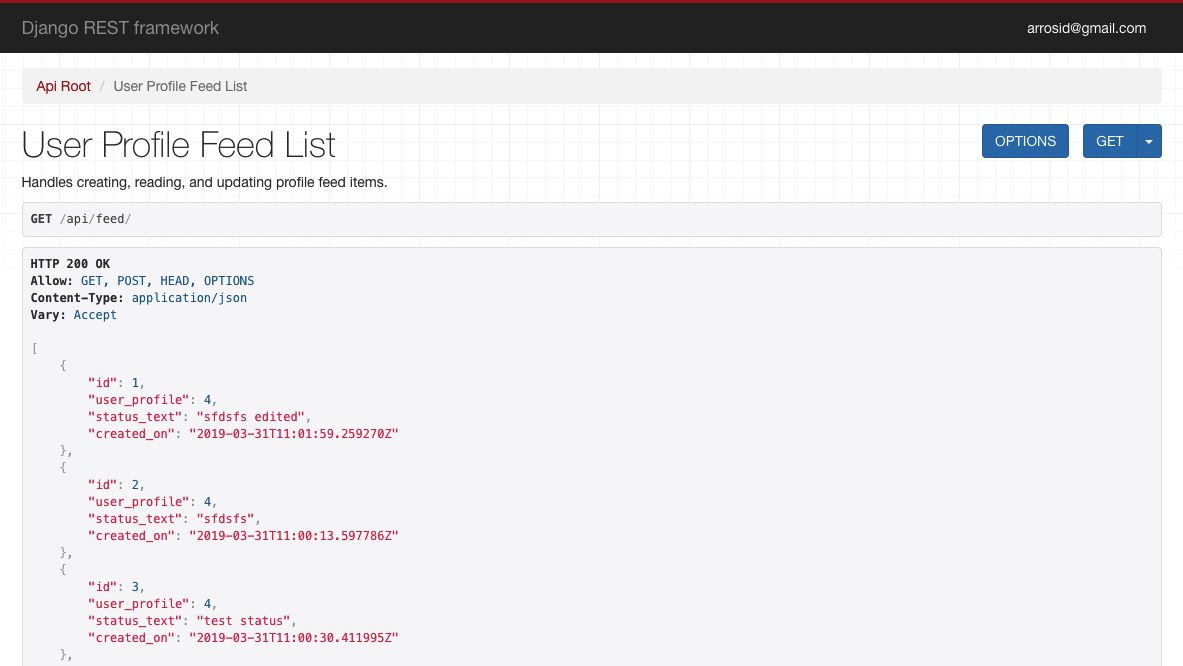 Django REST framework
arrosid@gmail.com
Api Root / User Profile Feed List
User Profile Feed List
OPTIONS
GET
Handles creating, reading, and updating profile feed items.
GET /api/feed/
HTTP 200 OK
Allow: GET, POST, HEAD, OPTIONS
Content-Type: application/json
Vary: Accept
[
    {
        "id": 1,
        "user_profile": 4,
        "status_text": "sfdsfs edited",
        "created_on": "2019-03-31T11:01:59.259270Z"
    },
    {
        "id": 2,
        "user_profile": 4,
        "status_text": "sfdsfs",
        "created_on": "2019-03-31T11:00:13.597786Z"
    },
    {
        "id": 3,
        "user_profile": 4,
        "status_text": "test status",
        "created_on": "2019-03-31T11:00:30.411995Z"
    },